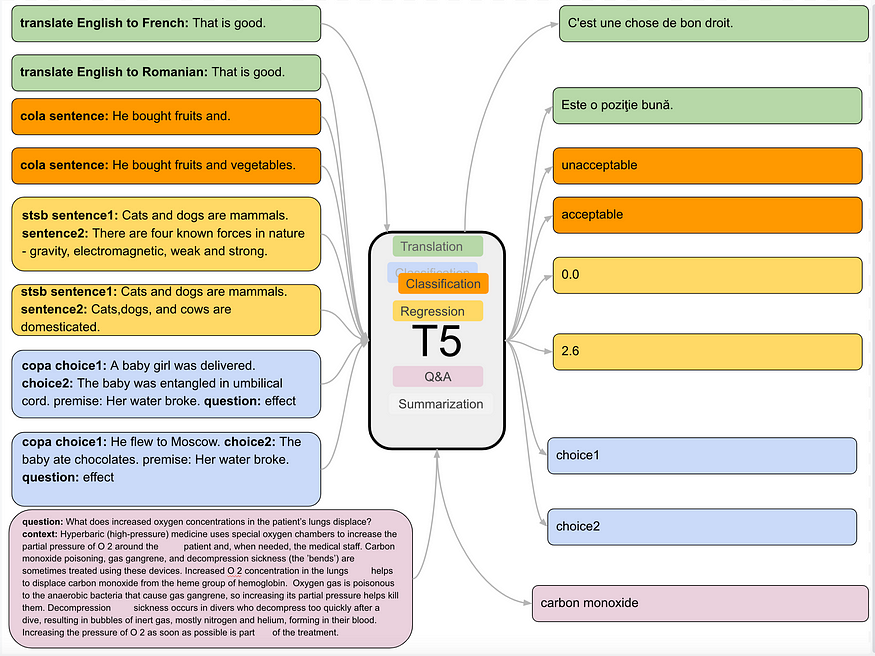 translate English to French: That is good.
translate English to Romanian: That is good.
cola sentence: He bought fruits and.
cola sentence: He bought fruits and vegetables.
stsb sentence1: Cats and dogs are mammals.
sentence2: There are four known forces in nature
- gravity, electromagnetic, weak and strong.
stsb sentence1: Cats and dogs are mammals.
sentence2: Cats,dogs, and cows are
domesticated.
copa choice1: A baby girl was delivered.
choice2: The baby was entangled in umbilical
cord. premise: Her water broke. question: effect
copa choice1: He flew to Moscow. choice2: The
baby ate chocolates. premise: Her water broke.
question: effect
question: What does increased oxygen concentrations in the patient's lungs displace?
context: Hyperbaric (high-pressure) medicine uses special oxygen chambers to increase the
partial pressure of O 2 around the patient and, when needed, the medical staff. Carbon
monoxide poisoning, gas gangrene, and decompression sickness (the 'bends') are
sometimes treated using these devices. Increased O 2 concentration in the lungs helps
to displace carbon monoxide from the heme group of hemoglobin. Oxygen gas is poisonous
to the anaerobic bacteria that cause gas gangrene, so increasing its partial pressure helps kill
them. Decompression sickness occurs in divers who decompress too quickly after a
dive, resulting in bubbles of inert gas, mostly nitrogen and helium, forming in their blood.
Increasing the pressure of O 2 as soon as possible is part of the treatment.
Translation
Classification
Classification
Regression
T5
Q&A
Summarization
C'est une chose de bon droit.
Este o poziție bună.
unacceptable
acceptable
0.0
2.6
choice1
choice2
carbon monoxide